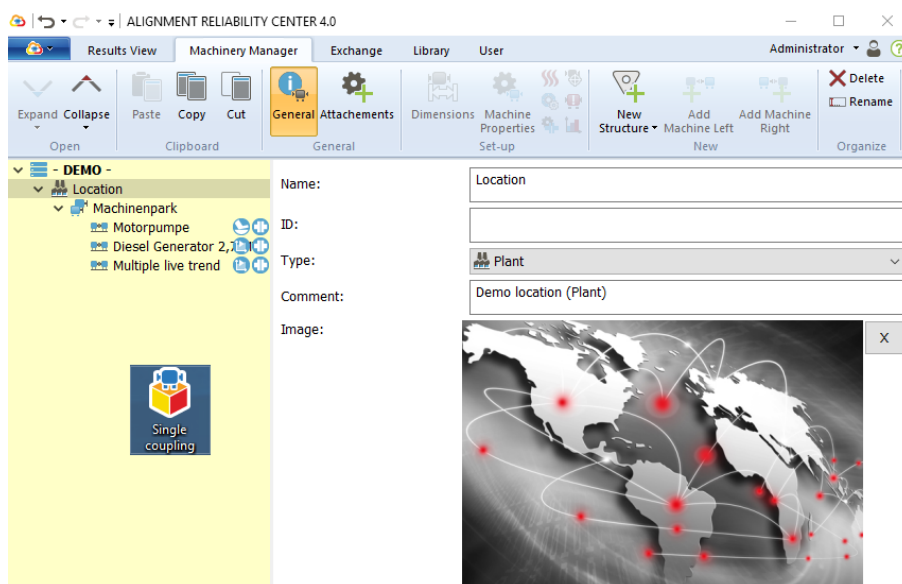 ALIGNMENT RELIABILITY CENTER 4.0
Results View Machinery Manager Exchange Library User Administrator
Expand Collapse Paste Copy Cut General Attachements Dimensions Machine Properties New Structure Add Machine Left Add Machine Right Delete
Rename
Open Clipboard General Set-up New Organize
- DEMO -
Location
Machinenpark
Motorpumpe
Diesel Generator 2,
Multiple live trend
Single
coupling
Name: Location
ID:
Type: Plant
Comment: Demo location (Plant)
Image: X